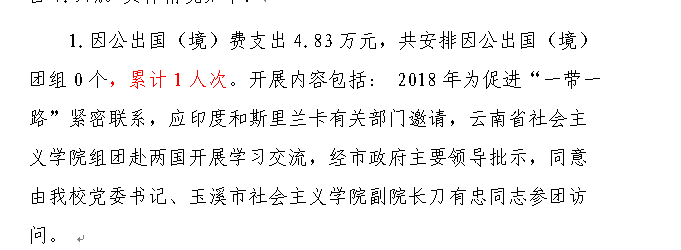 1.因公出国（境）费支出 4.83 万元，共安排因公出国（境）
团组 0 个，累计 1 人次。开展内容包括： 2018 年为促进“一带一
路”紧密联系，应印度和斯里兰卡有关部门邀请，云南省社会主
义学院组团赴两国开展学习交流，经市政府主要领导批示，同意
由我校党委书记、玉溪市社会主义学院副院长刀有忠同志参团访
问。